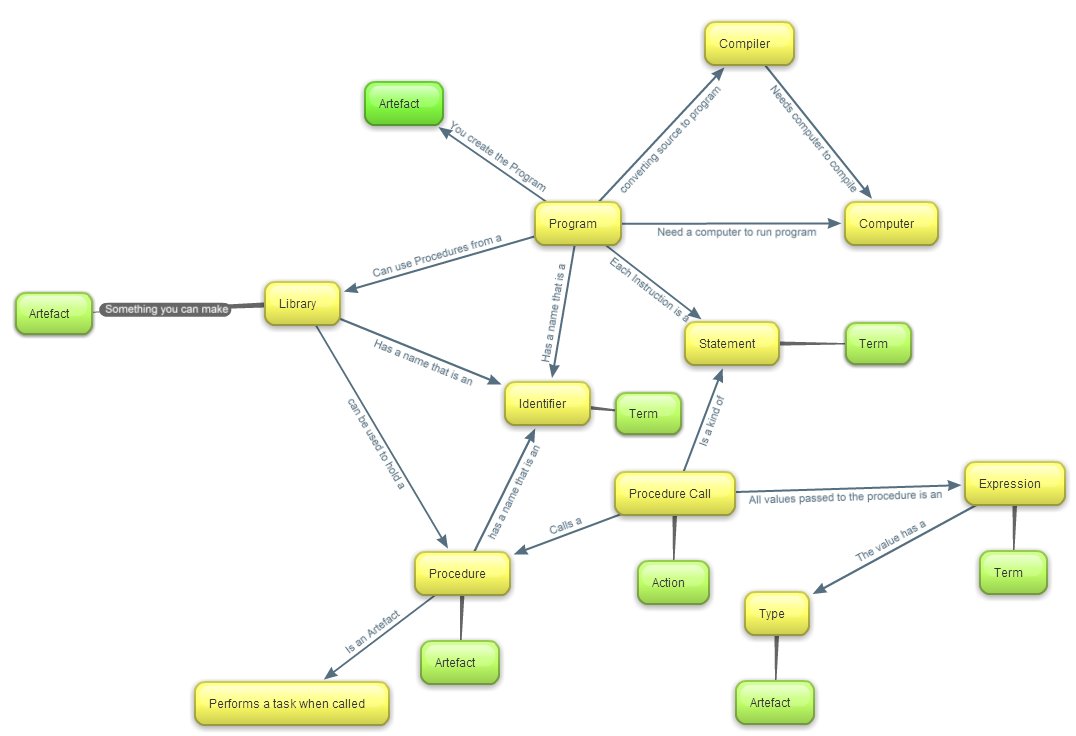 Compiler
Artefact
You create the Program
converting source to program
Needs computer to compile
Program
Need a computer to run program
Computer
Can use Procedures from a
Has a name that is a
Each Instruction is a
Artefact
Something you can make
Library
Has a name that is an
Statement
Term
Identifier
Term
can be used to hold a
has a name that is an
Is a kind of
Procedure Call
All values passed to the procedure is an
Expression
Calls a
The value has a
Procedure
Action
Term
Type
Is an Artefact
Artefact
Performs a task when called
Artefact